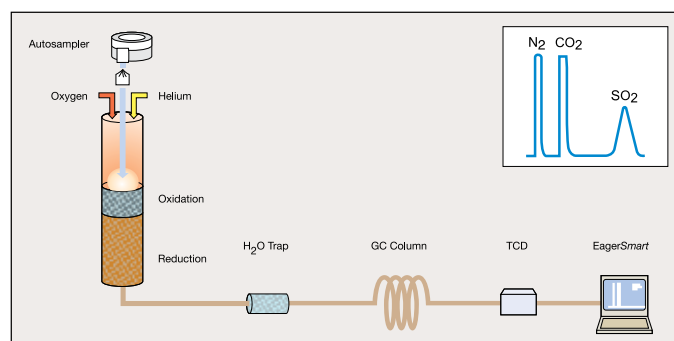 Autosampler
Oxygen
Helium
Oxidation
Reduction
H₂O Trap
GC Column
TCD
EagerSmart
N₂ CO₂
SO₂